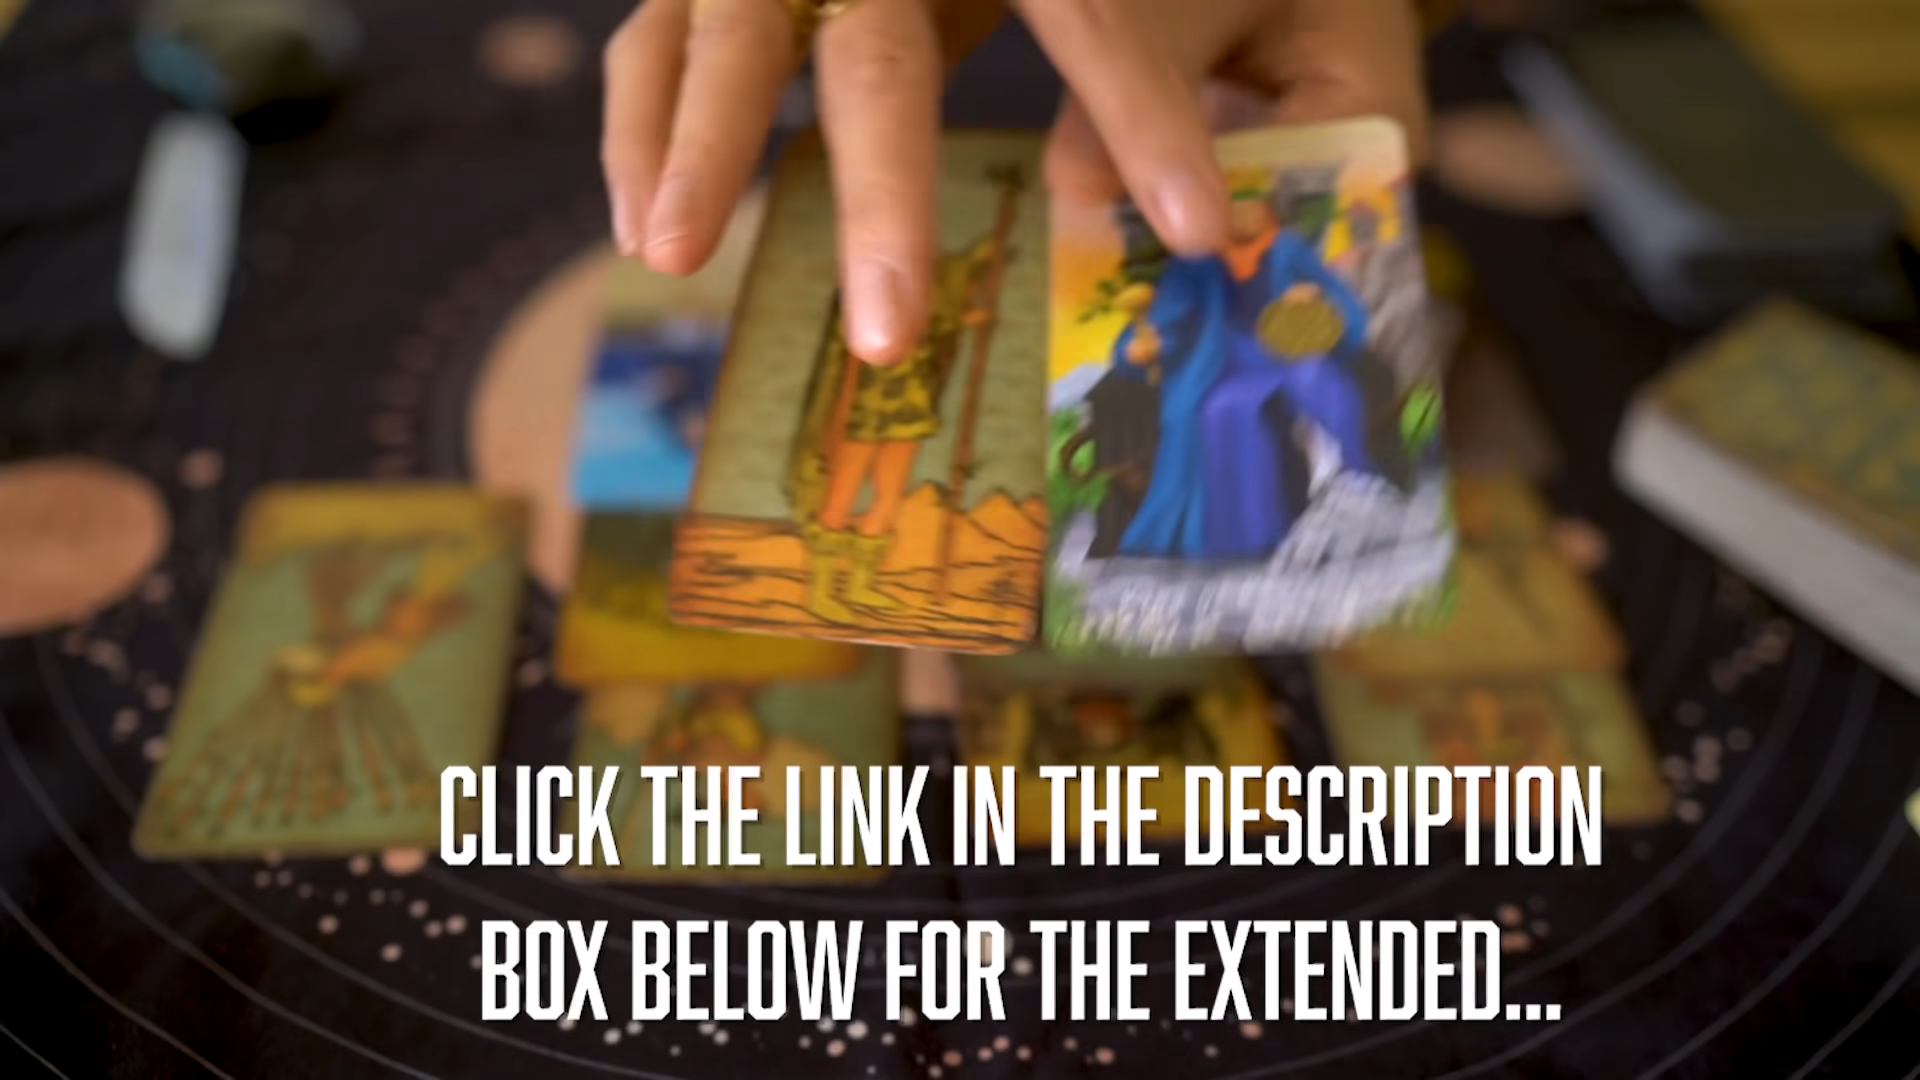 CLICK THE LINK IN THE DESCRIPTION
BOX BELOW FOR THE EXTENDED...